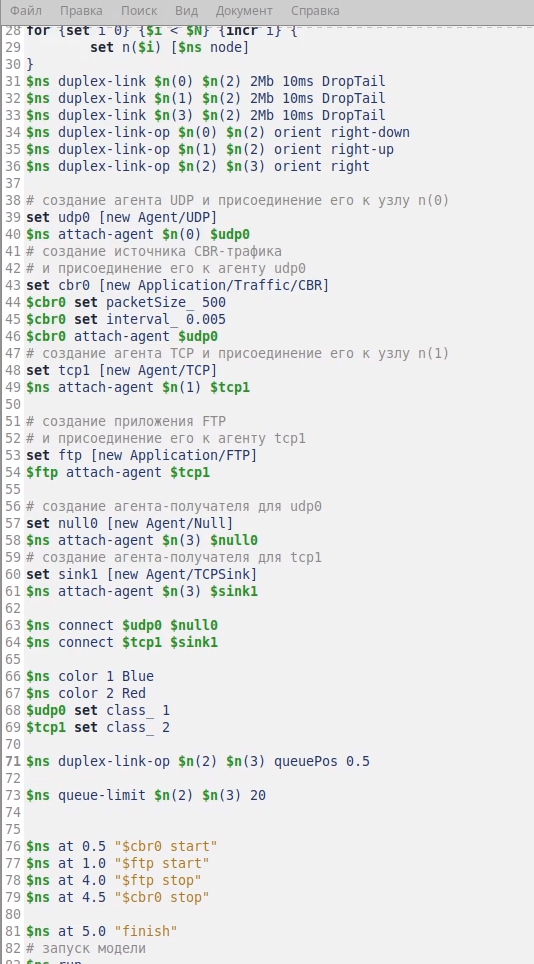 Файл Правка Поиск Вид Документ Справка
28 for {set i 0} {$i < $N} {incr i} {
29 set n($i) [$ns node]
30 }
31 $ns duplex-link $n(0) $n(2) 2Mb 10ms DropTail
32 $ns duplex-link $n(1) $n(2) 2Mb 10ms DropTail
33 $ns duplex-link $n(3) $n(2) 2Mb 10ms DropTail
34 $ns duplex-link-op $n(0) $n(2) orient right-down
35 $ns duplex-link-op $n(1) $n(2) orient right-up
36 $ns duplex-link-op $n(2) $n(3) orient right
37
38 # создание агента UDP и присоединение его к узлу n(0)
39 set udp0 [new Agent/UDP]
40 $ns attach-agent $n(0) $udp0
41 # создание источника CBR-трафика
42 # и присоединение его к агенту udp0
43 set cbr0 [new Application/Traffic/CBR]
44 $cbr0 set packetSize_ 500
45 $cbr0 set interval_ 0.005
46 $cbr0 attach-agent $udp0
47 # создание агента TCP и присоединение его к узлу n(1)
48 set tcp1 [new Agent/TCP]
49 $ns attach-agent $n(1) $tcp1
50
51 # создание приложения FTP
52 # и присоединение его к агенту tcp1
53 set ftp [new Application/FTP]
54 $ftp attach-agent $tcp1
55
56 # создание агента-получателя для udp0
57 set null0 [new Agent/Null]
58 $ns attach-agent $n(3) $null0
59 # создание агента-получателя для tcp1
60 set sink1 [new Agent/TCPSink]
61 $ns attach-agent $n(3) $sink1
62
63 $ns connect $udp0 $null0
64 $ns connect $tcp1 $sink1
65
66 $ns color 1 Blue
67 $ns color 2 Red
68 $udp0 set class_ 1
69 $tcp1 set class_ 2
70
71 $ns duplex-link-op $n(2) $n(3) queuePos 0.5
72
73 $ns queue-limit $n(2) $n(3) 20
74
75
76 $ns at 0.5 "$cbr0 start"
77 $ns at 1.0 "$ftp start"
78 $ns at 4.0 "$ftp stop"
79 $ns at 4.5 "$cbr0 stop"
80
81 $ns at 5.0 "finish"
82 # запуск модели
83 $ns run